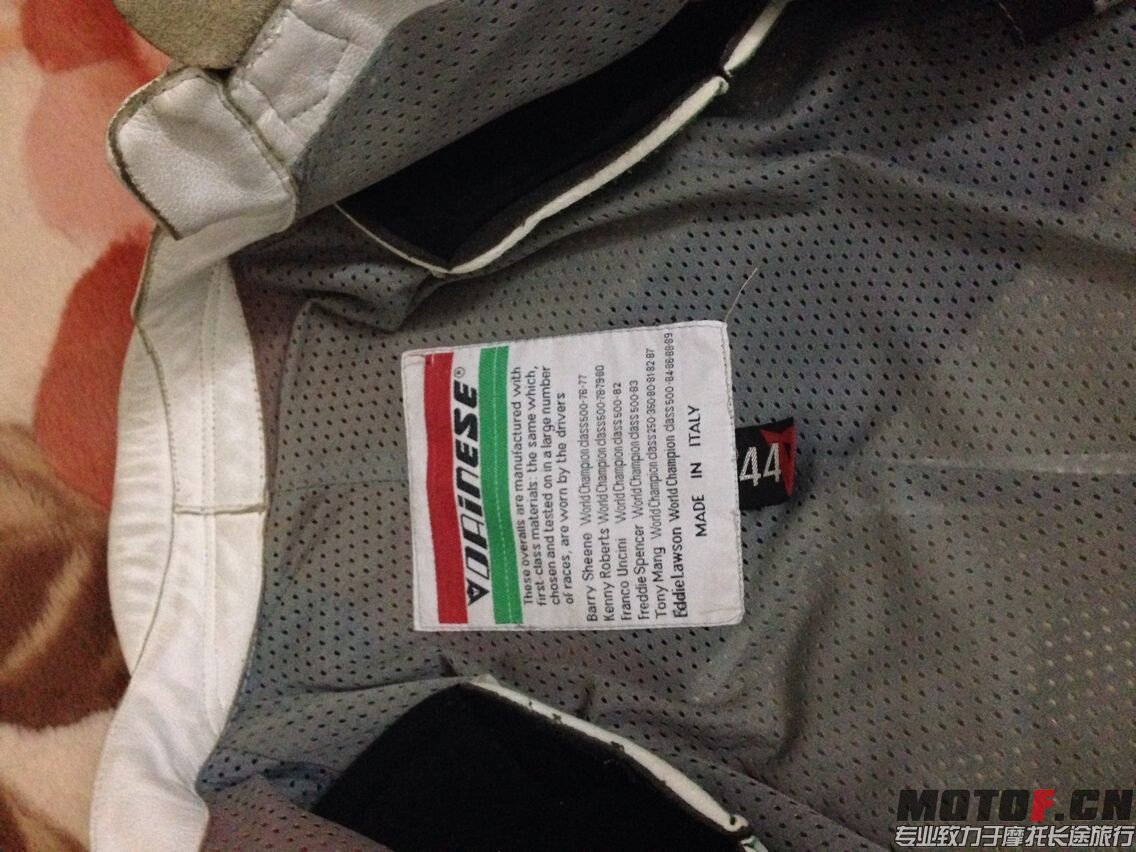 DAINESE®
These overalls are manufactured with
first class materials: the same which,
chosen and tested on in a large number
of races, are worn by the drivers
Barry Sheene World Champion class 500-76-77
Kenny Roberts World Champion class 500-78-79-80
Franco Uncini World Champion class 500-82
Freddie Spencer World Champion class 500-83
Tony Mang World Champion class 250-350-80-81-82-87
Eddie Lawson World Champion class 500-84-86-88-89
MADE IN ITALY
44
MOTOF.CN
专业致力于摩托长途旅行